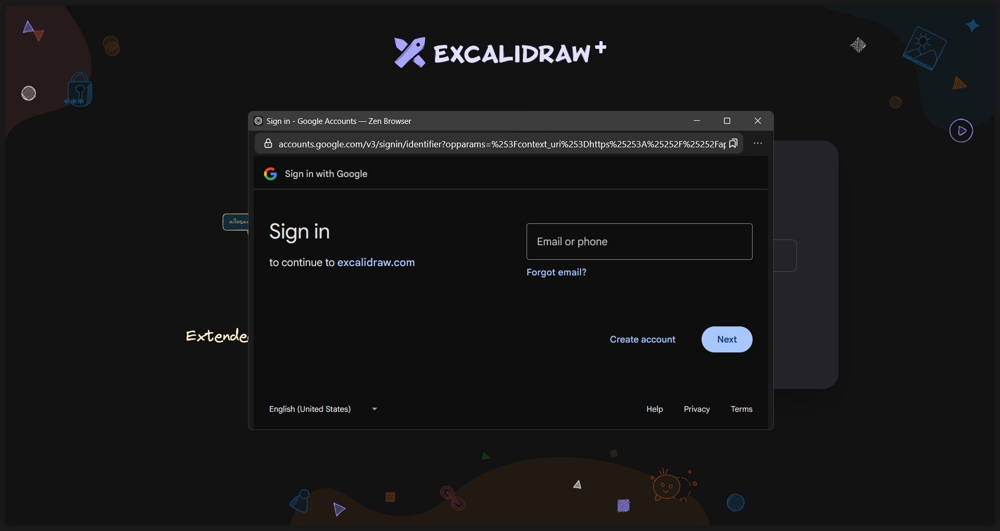 EXCALIDRAW+
Sign in - Google Accounts — Zen Browser
accounts.google.com/v3/signin/identifier?opparams=%253Fcontext_uri%253Dhttps%25253A%25252F%25252Fap
Sign in with Google
Sign in
to continue to excalidraw.com
Email or phone
Forgot email?
Create account
Next
English (United States)
Help
Privacy
Terms
allosau
Extended
***